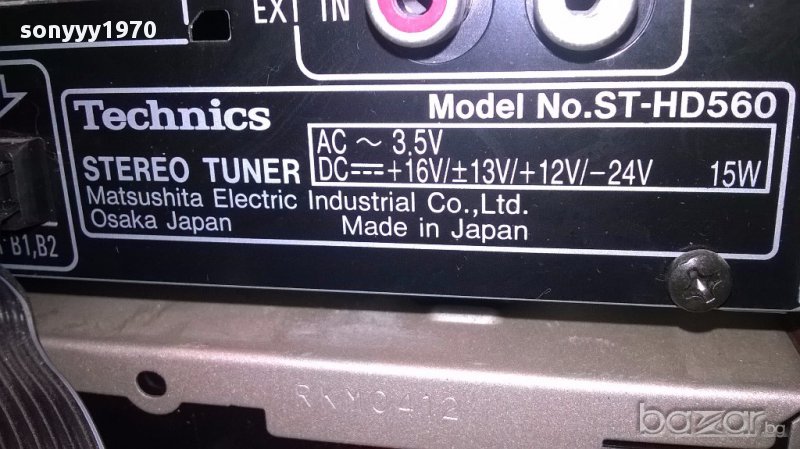 sonyyy1970
EXT IN
Technics
Model No.ST-HD560
STEREO TUNER
AC ~ 3,5V
DC⎓+16V/±13V/+12V/−24V 15W
Matsushita Electric Industrial Co.,Ltd.
Osaka Japan Made in Japan
B1,B2
RKM0412
bazar.bg